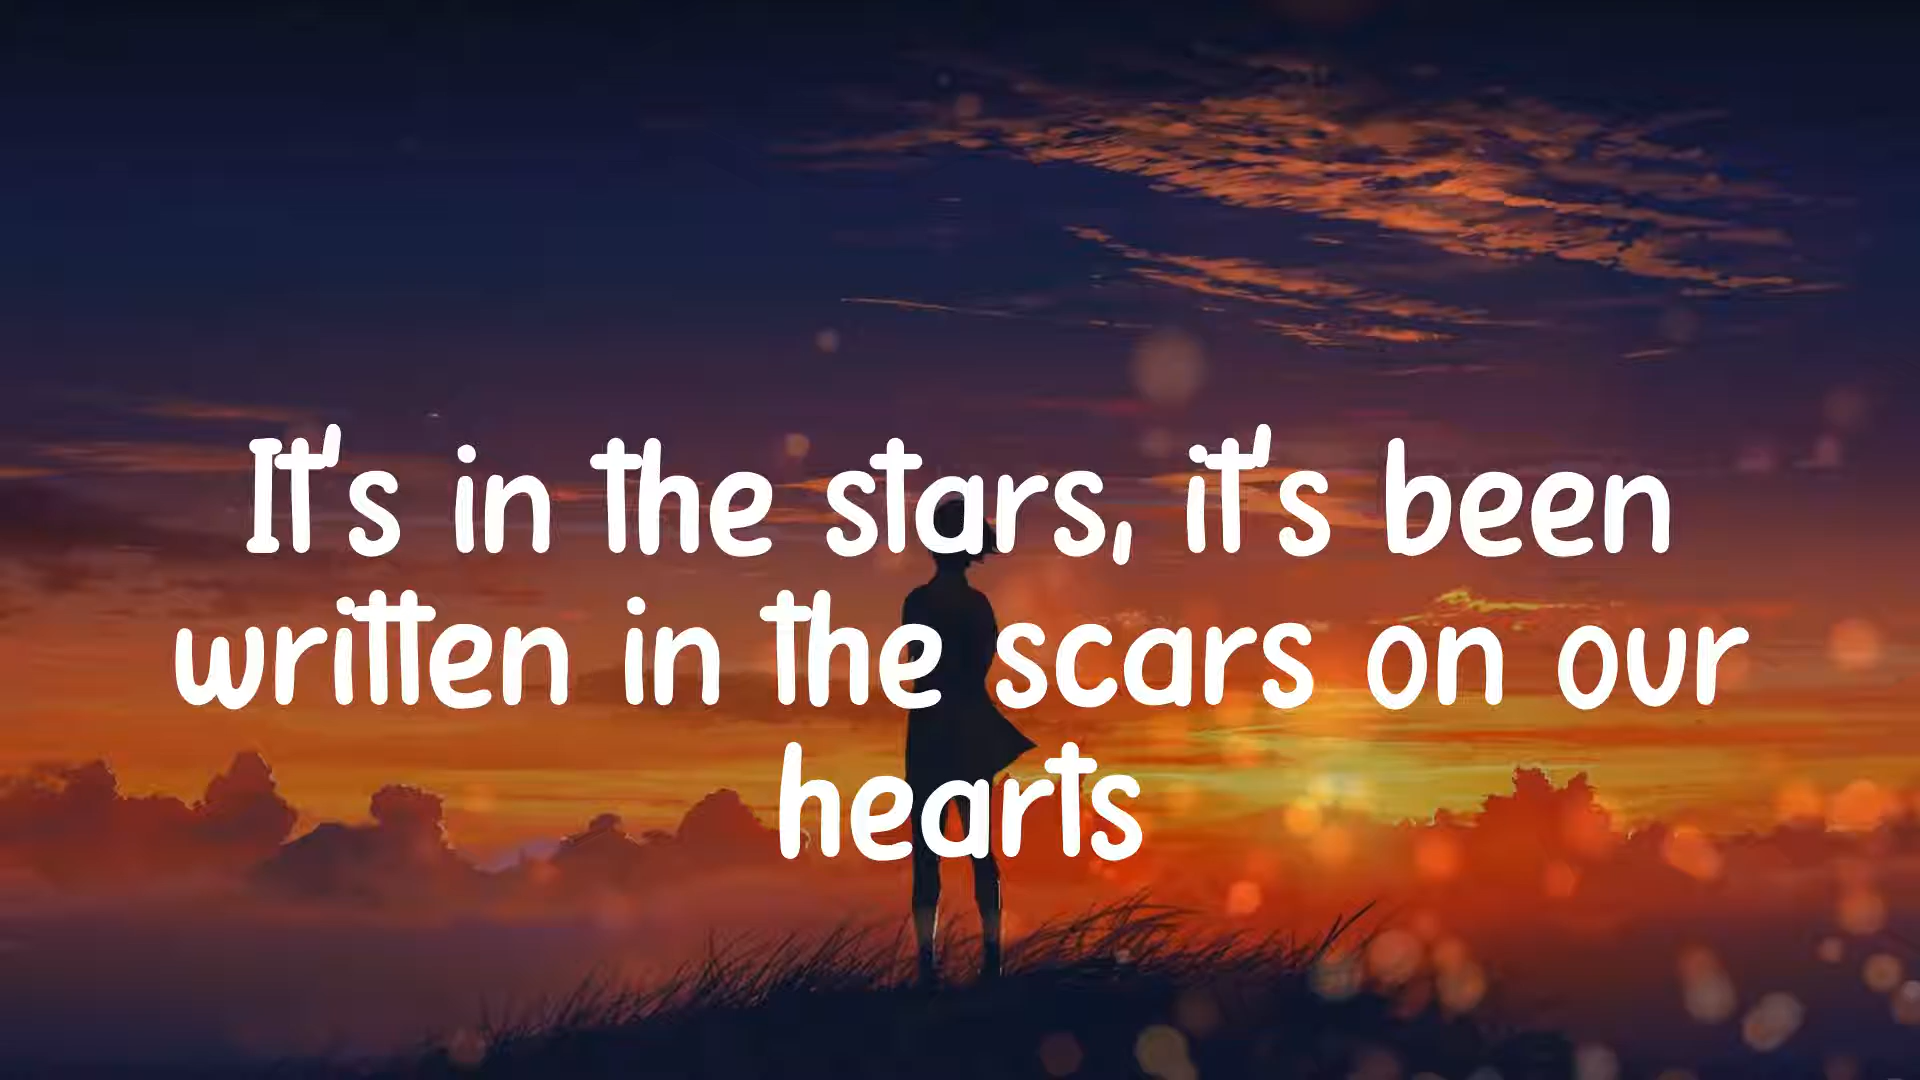 It's in the stars, it's been
written in the scars on our
hearts